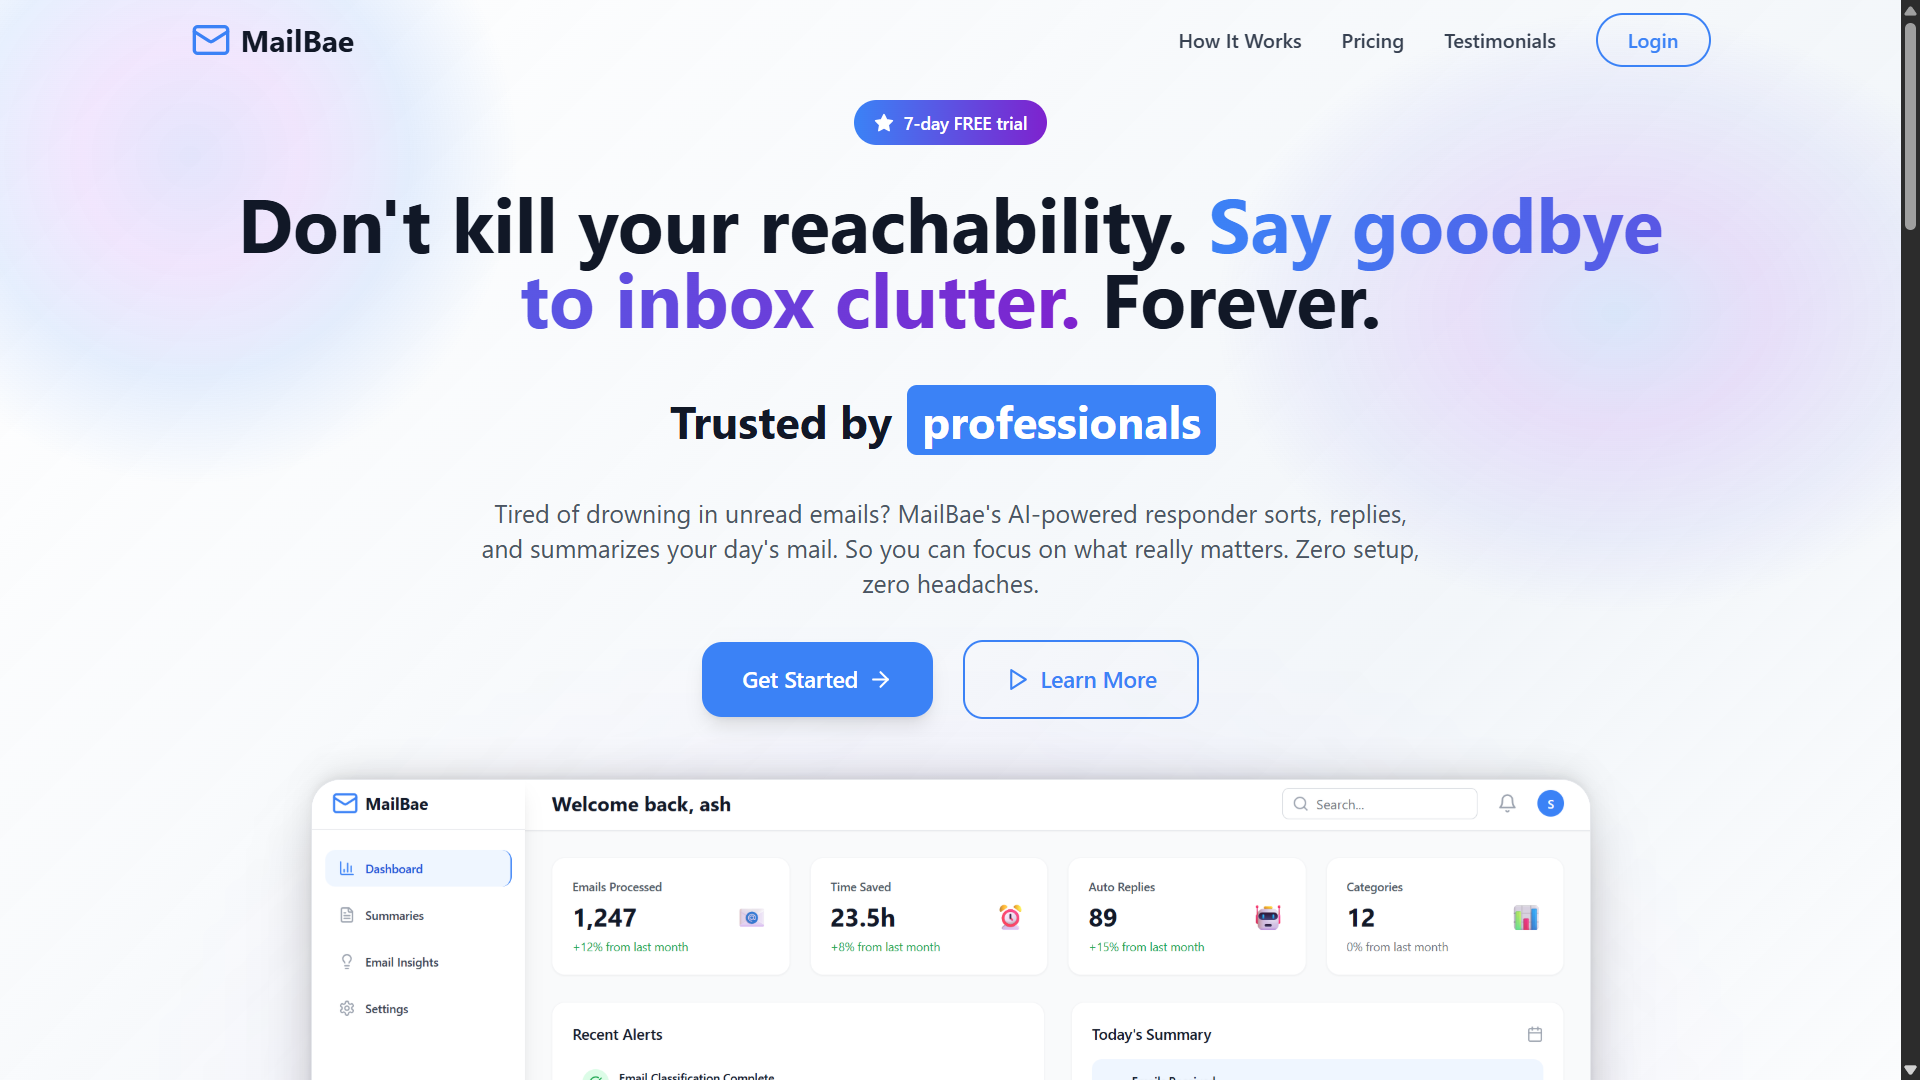 MailBae
How It Works
Pricing
Testimonials
Login
7-day FREE trial
Don't kill your reachability. Say goodbye
to inbox clutter. Forever.
Trusted by professionals
Tired of drowning in unread emails? MailBae's AI-powered responder sorts, replies,
and summarizes your day's mail. So you can focus on what really matters. Zero setup,
zero headaches.
Get Started
Learn More
MailBae
Welcome back, ash
Search...
S
Dashboard
Summaries
Email Insights
Settings
Emails Processed
1,247
+12% from last month
Time Saved
23.5h
+8% from last month
Auto Replies
89
+15% from last month
Categories
12
0% from last month
Recent Alerts
Email Classification Complete
Today's Summary